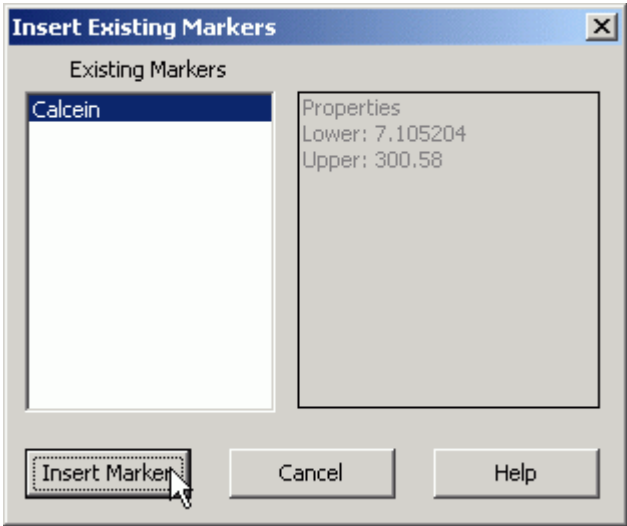 Insert Existing Markers
Existing Markers
Calcein
Properties
Lower: 7.105204
Upper: 300.58
Insert Marker
Cancel
Help